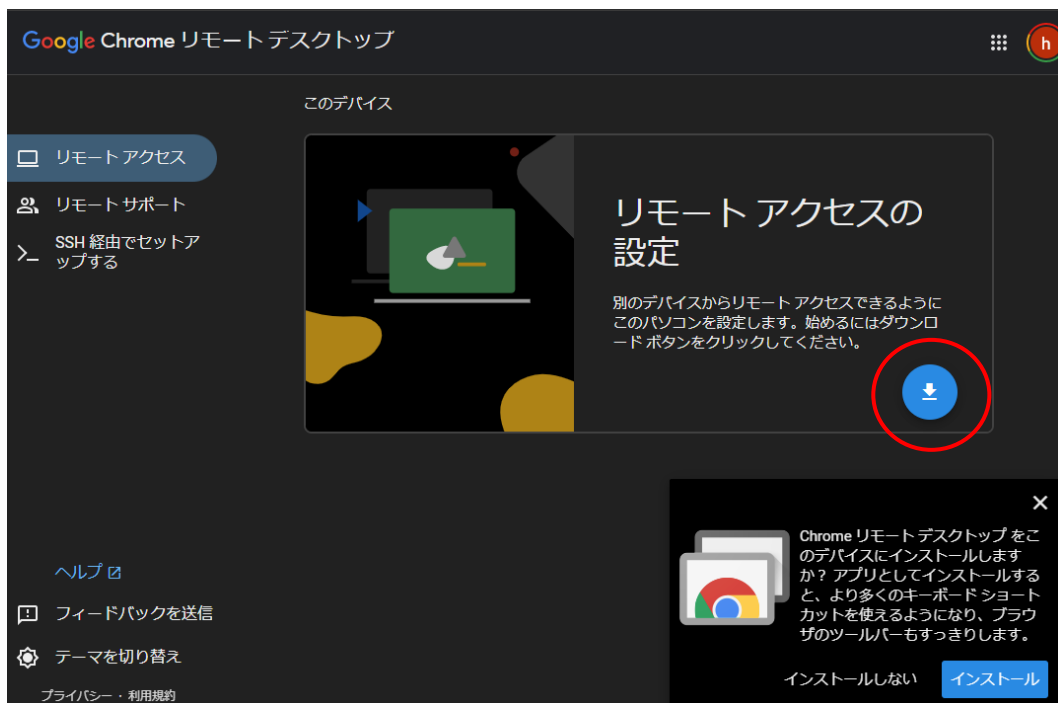 Google Chrome リモート デスクトップ
h
このデバイス
リモート アクセス
リモート サポート
SSH 経由でセットア
ップする
リモート アクセスの
設定
別のデバイスからリモート アクセスできるように
このパソコンを設定します。始めるにはダウンロ
ード ボタンをクリックしてください。
Chrome リモート デスクトップ をこ
のデバイスにインストールします
か？ アプリとしてインストールする
と、より多くのキーボード ショート
カットを使えるようになり、ブラウ
ザのツールバーもすっきりします。
インストールしない
インストール
ヘルプ
フィードバックを送信
テーマを切り替え
プライバシー・利用規約